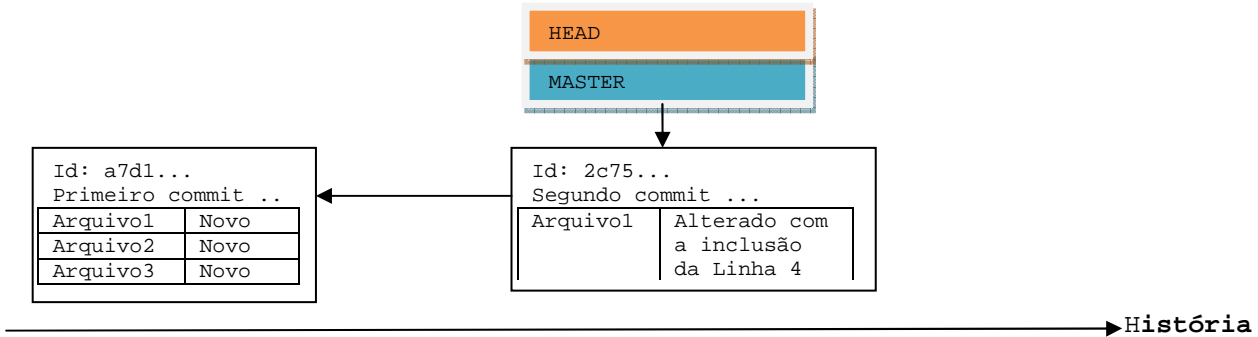 HEAD
MASTER
Id: a7d1...
Primeiro commit ..
Arquivo1 Novo
Arquivo2 Novo
Arquivo3 Novo
Id: 2c75...
Segundo commit ...
Arquivo1 Alterado com
a inclusão
da Linha 4
História